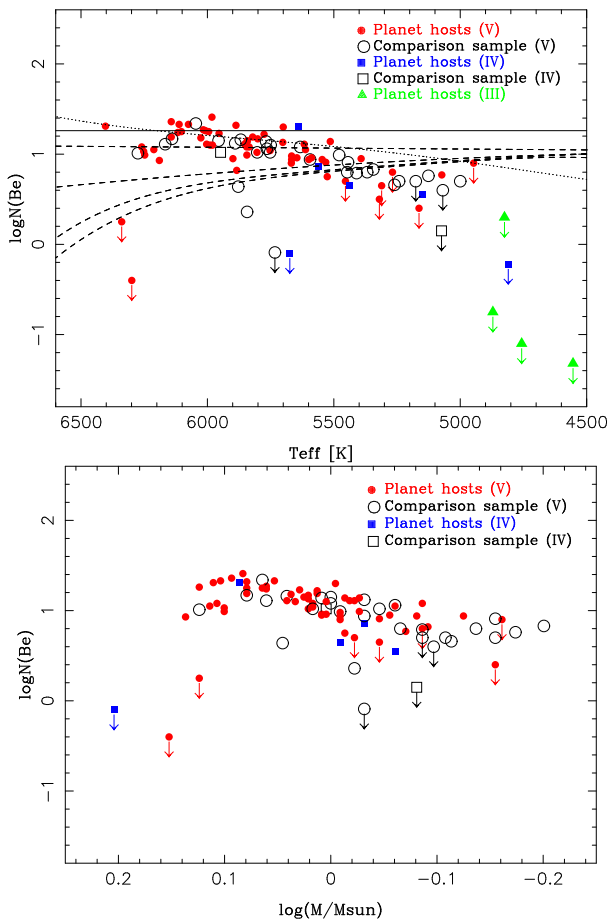 Planet hosts (V)
Comparison sample (V)
Planet hosts (IV)
Comparison sample (IV)
Planet hosts (III)
2
1
0
−1
logN(Be)
6500 6000 5500 5000 4500
Teff [K]
Planet hosts (V)
Comparison sample (V)
Planet hosts (IV)
Comparison sample (IV)
2
1
0
−1
logN(Be)
0.2 0.1 0 −0.1 −0.2
log(M/Msun)